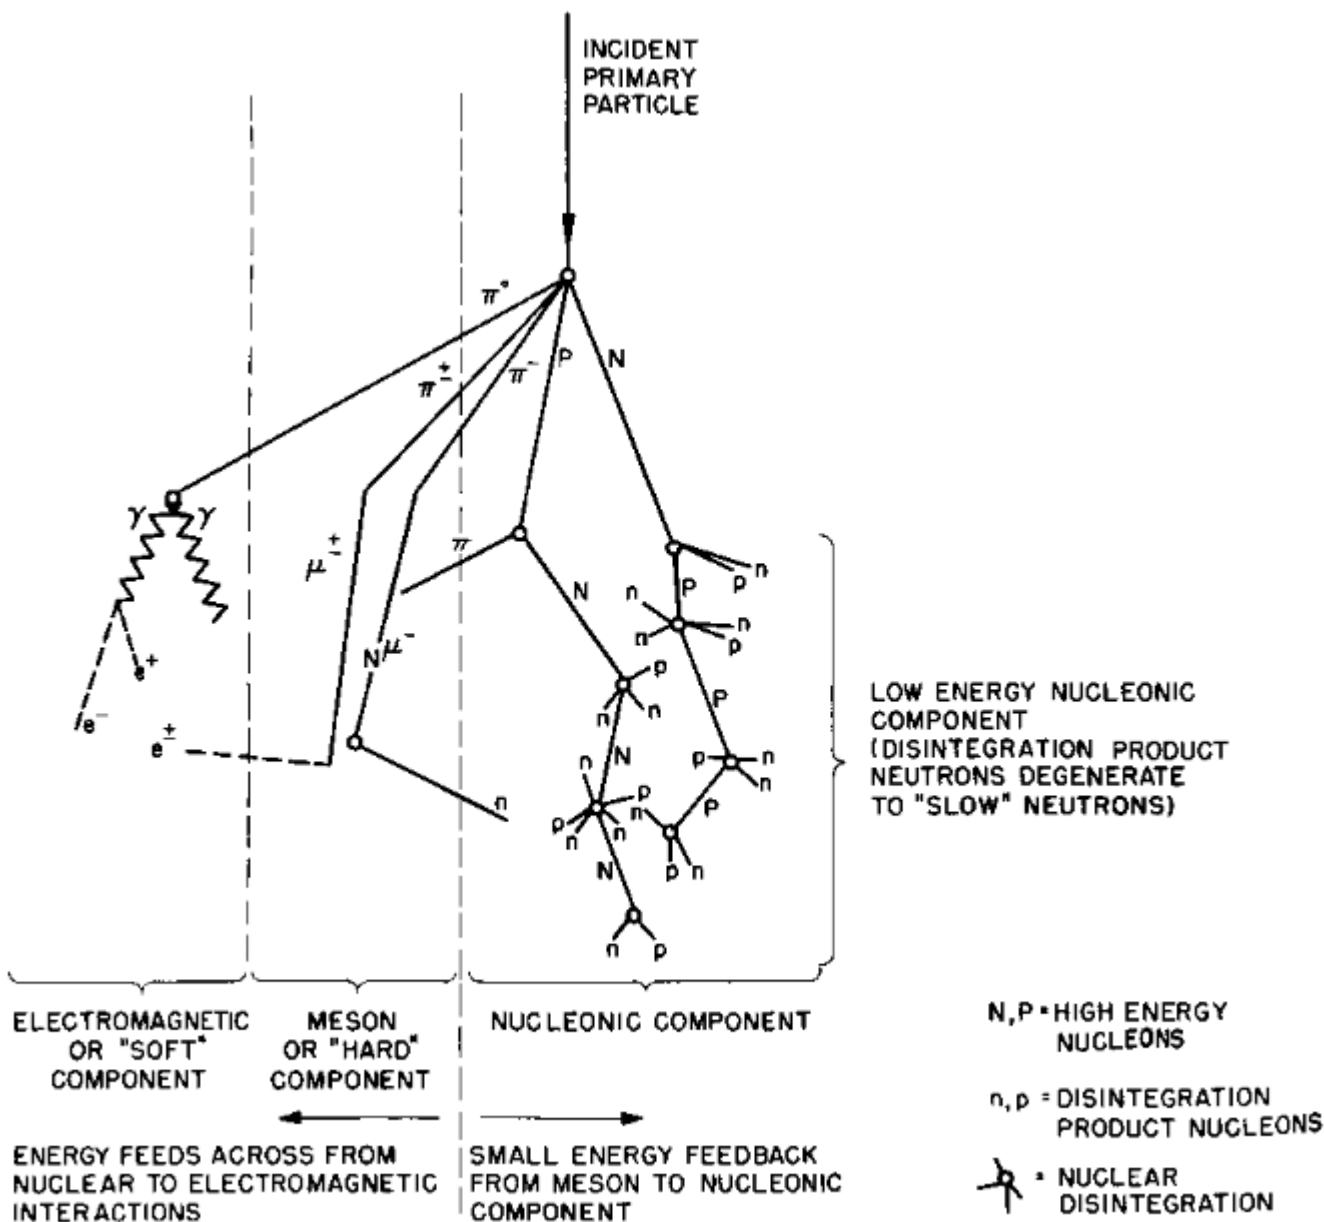 INCIDENT
PRIMARY
PARTICLE
π°
π±
π⁻
P
N
γ
γ
μ±
π
N
μ⁻
e⁺
e⁻
e±
n
N
P
n
p
n
n
n
p
P
p
n
n
N
p
n
n
P
n
p
n
p
n
n
p
n
N
n
p
n
p
LOW ENERGY NUCLEONIC
COMPONENT
(DISINTEGRATION PRODUCT
NEUTRONS DEGENERATE
TO "SLOW" NEUTRONS)
ELECTROMAGNETIC
OR "SOFT"
COMPONENT
MESON
OR "HARD"
COMPONENT
NUCLEONIC COMPONENT
ENERGY FEEDS ACROSS FROM
NUCLEAR TO ELECTROMAGNETIC
INTERACTIONS
SMALL ENERGY FEEDBACK
FROM MESON TO NUCLEONIC
COMPONENT
N, P = HIGH ENERGY
NUCLEONS
n, p = DISINTEGRATION
PRODUCT NUCLEONS
= NUCLEAR
DISINTEGRATION